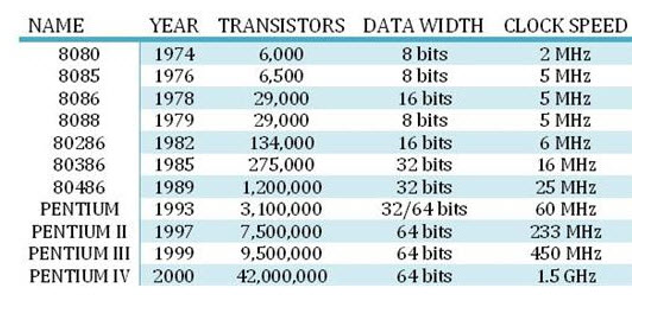 NAME YEAR TRANSISTORS DATA WIDTH CLOCK SPEED
8080 1974 6,000 8 bits 2 MHz
8085 1976 6,500 8 bits 5 MHz
8086 1978 29,000 16 bits 5 MHz
8088 1979 29,000 8 bits 5 MHz
80286 1982 134,000 16 bits 6 MHz
80386 1985 275,000 32 bits 16 MHz
80486 1989 1,200,000 32 bits 25 MHz
PENTIUM 1993 3,100,000 32/64 bits 60 MHz
PENTIUM II 1997 7,500,000 64 bits 233 MHz
PENTIUM III 1999 9,500,000 64 bits 450 MHz
PENTIUM IV 2000 42,000,000 64 bits 1.5 GHz